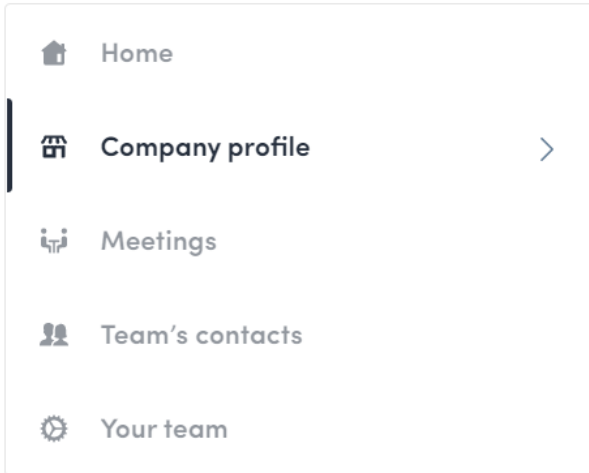 Home
Company profile
Meetings
Team’s contacts
Your team